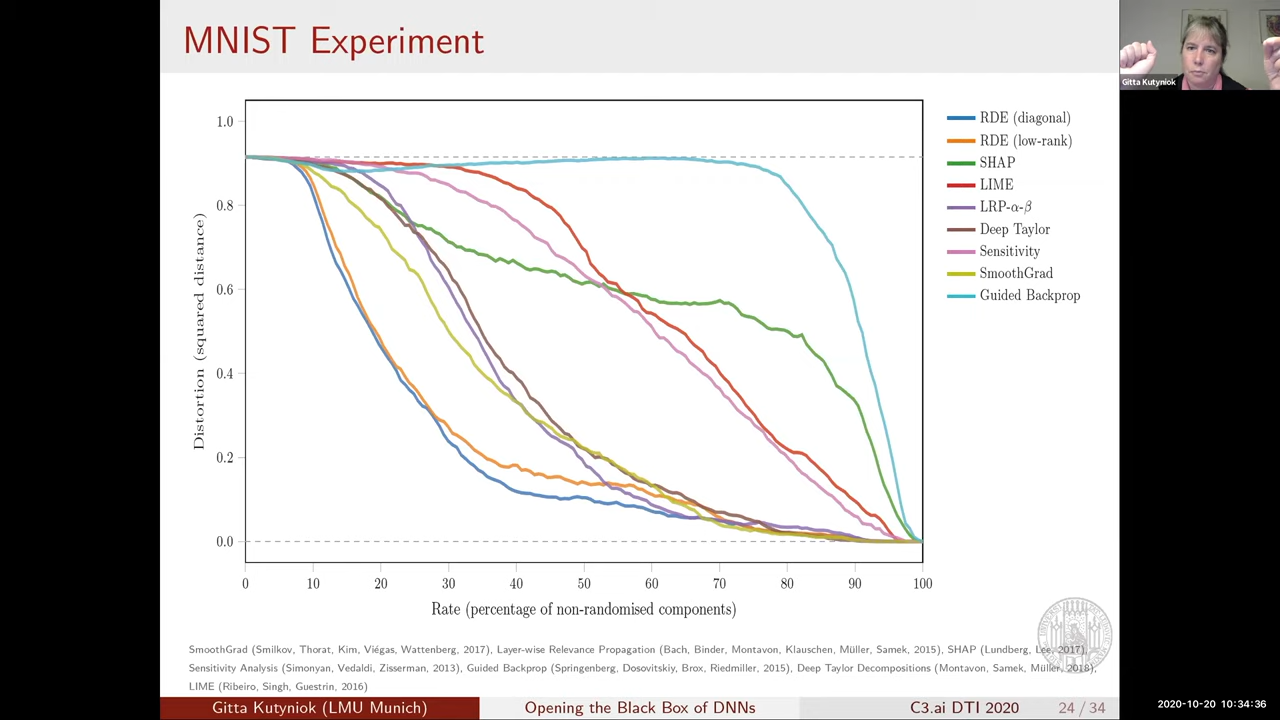 MNIST Experiment
Gitta Kutyniok
1.0
0.8
0.6
0.4
0.2
0.0
Distortion (squared distance)
0 10 20 30 40 50 60 70 80 90 100
Rate (percentage of non-randomised components)
RDE (diagonal)
RDE (low-rank)
SHAP
LIME
LRP-α-β
Deep Taylor
Sensitivity
SmoothGrad
Guided Backprop
SmoothGrad (Smilkov, Thorat, Kim, Viégas, Wattenberg, 2017), Layer-wise Relevance Propagation (Bach, Binder, Montavon, Klauschen, Müller, Samek, 2015), SHAP (Lundberg, Lee, 2017),
Sensitivity Analysis (Simonyan, Vedaldi, Zisserman, 2013), Guided Backprop (Springenberg, Dosovitskiy, Brox, Riedmiller, 2015), Deep Taylor Decompositions (Montavon, Samek, Müller, 2018),
LIME (Ribeiro, Singh, Guestrin, 2016)
Gitta Kutyniok (LMU Munich) Opening the Black Box of DNNs C3.ai DTI 2020 24 / 34
2020-10-20 10:34:36